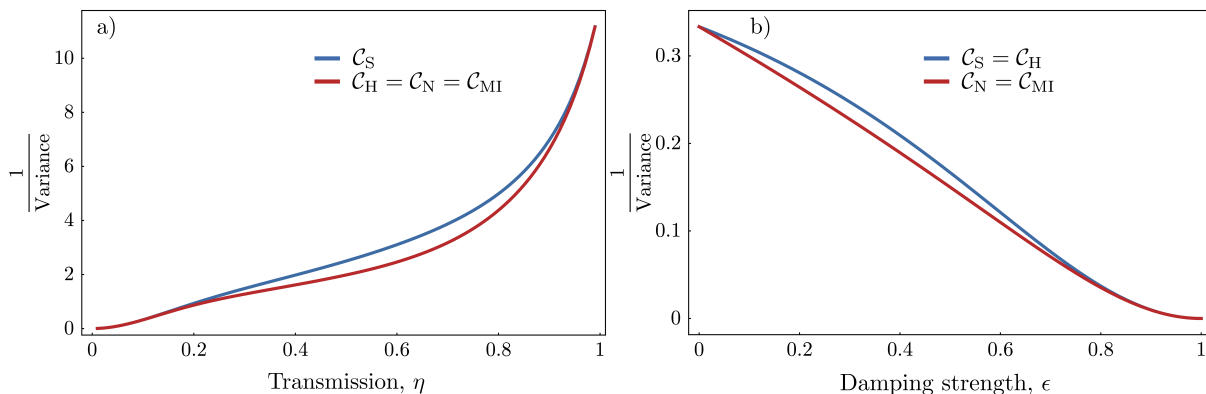 a)
𝒞_S
𝒞_H = 𝒞_N = 𝒞_MI
1
Variance
10
8
6
4
2
0
0 0.2 0.4 0.6 0.8 1
Transmission, η
b)
𝒞_S = 𝒞_H
𝒞_N = 𝒞_MI
1
Variance
0.3
0.2
0.1
0
0 0.2 0.4 0.6 0.8 1
Damping strength, ϵ